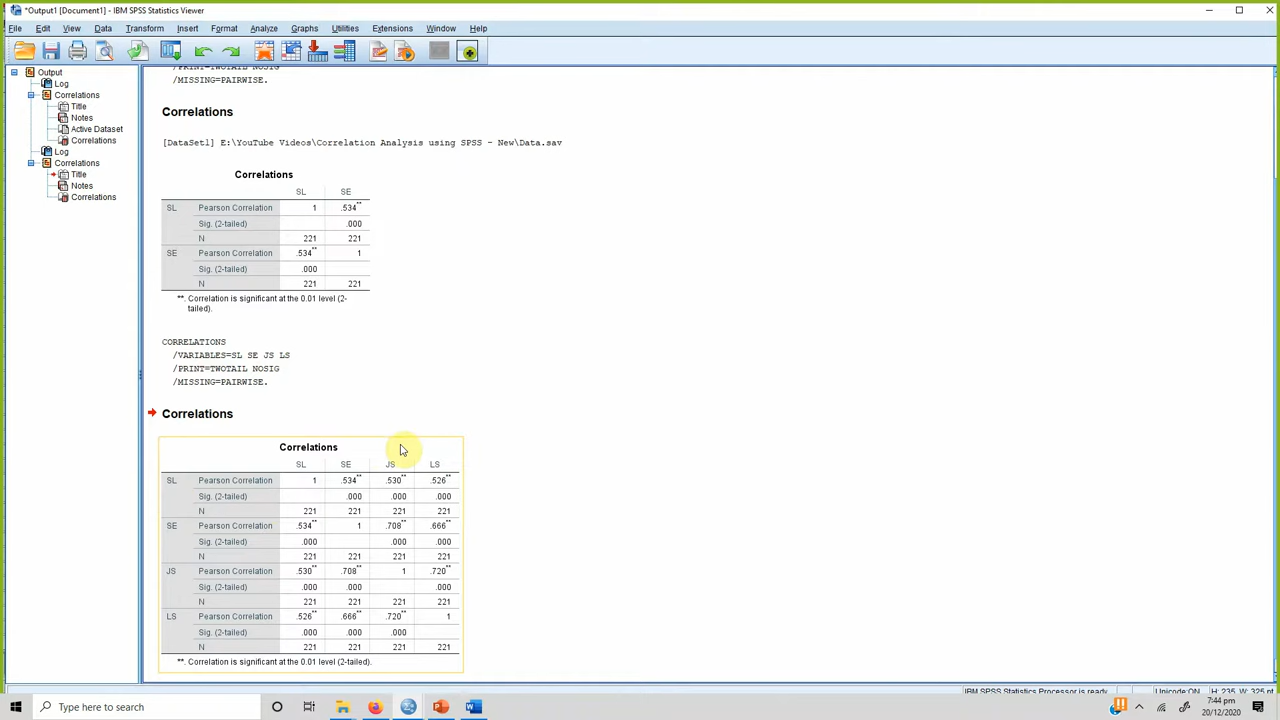 *Output1 [Document1] - IBM SPSS Statistics Viewer
File Edit View Data Transform Insert Format Analyze Graphs Utilities Extensions Window Help
Output
Log
Correlations
Title
Notes
Active Dataset
Correlations
Log
Correlations
Title
Notes
Correlations
/PRINT=TWOTAIL NOSIG
/MISSING=PAIRWISE.
Correlations
[DataSet1] E:\YouTube Videos\Correlation Analysis using SPSS - New\Data.sav
Correlations
SL SE
SL Pearson Correlation 1 .534**
Sig. (2-tailed) .000
N 221 221
SE Pearson Correlation .534** 1
Sig. (2-tailed) .000
N 221 221
**. Correlation is significant at the 0.01 level (2-
tailed).
CORRELATIONS
/VARIABLES=SL SE JS LS
/PRINT=TWOTAIL NOSIG
/MISSING=PAIRWISE.
Correlations
Correlations
SL SE JS LS
SL Pearson Correlation 1 .534** .530** .526**
Sig. (2-tailed) .000 .000 .000
N 221 221 221 221
SE Pearson Correlation .534** 1 .708** .666**
Sig. (2-tailed) .000 .000 .000
N 221 221 221 221
JS Pearson Correlation .530** .708** 1 .720**
Sig. (2-tailed) .000 .000 .000
N 221 221 221 221
LS Pearson Correlation .526** .666** .720** 1
Sig. (2-tailed) .000 .000 .000
N 221 221 221 221
**. Correlation is significant at the 0.01 level (2-tailed).
IBM SPSS Statistics Processor is ready Unicode:ON H: 235, W: 325 pt
Type here to search
7:44 pm
20/12/2020